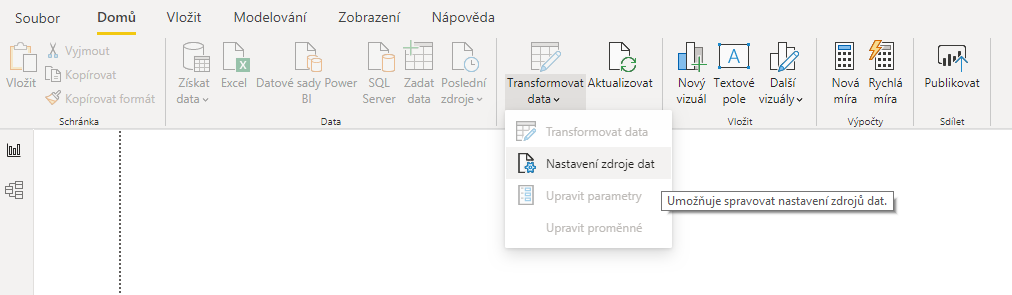 Soubor Domů Vložit Modelování Zobrazení Nápověda
Vložit
Vyjmout
Kopírovat
Kopírovat formát
Schránka
Získat
data
Excel
Datové sady Power
BI
SQL
Server
Zadat
data
Poslední
zdroje
Data
Transformovat
data
Aktualizovat
Nový
vizuál
Textové
pole
Další
vizuály
Vložit
Nová
míra
Rychlá
míra
Výpočty
Publikovat
Sdílet
Transformovat data
Nastavení zdroje dat
Upravit parametry
Upravit proměnné
Umožňuje spravovat nastavení zdrojů dat.